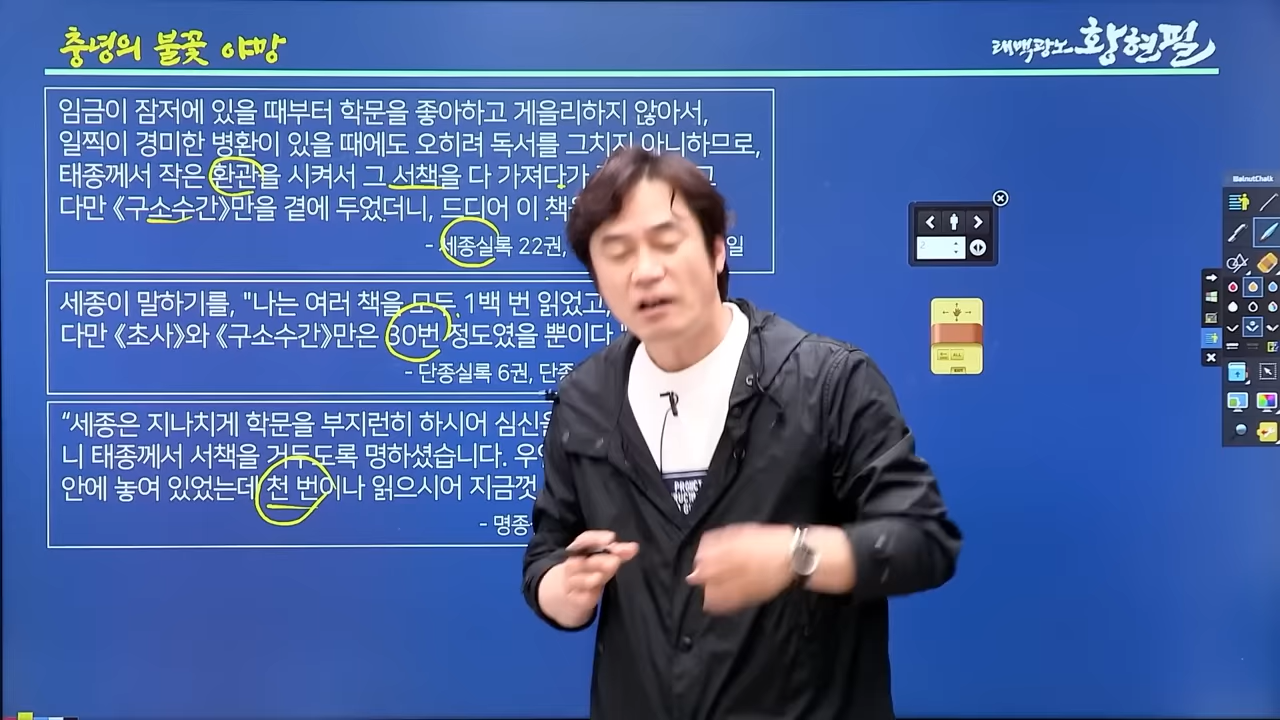 충녕의 불꽃 야망
태백광노 황현필
임금이 잠저에 있을 때부터 학문을 좋아하고 게을리하지 않아서,
일찍이 경미한 병환이 있을 때에도 오히려 독서를 그치지 아니하므로,
태종께서 작은 환관을 시켜서 그 서책을 다 가져다가
다만 《구소수간》만을 곁에 두었더니, 드디어 이 책
- 세종실록 22권, 일
세종이 말하기를, "나는 여러 책을 모두 1백 번 읽었고,
다만 《초사》와 《구소수간》만은 30번 정도였을 뿐이다."
- 단종실록 6권, 단종
“세종은 지나치게 학문을 부지런히 하시어 심신을
니 태종께서 서책을 거두도록 명하셨습니다.
안에 놓여 있었는데 천 번이나 읽으시어 지금껏
- 명종
WalnutChalk
2
ALL